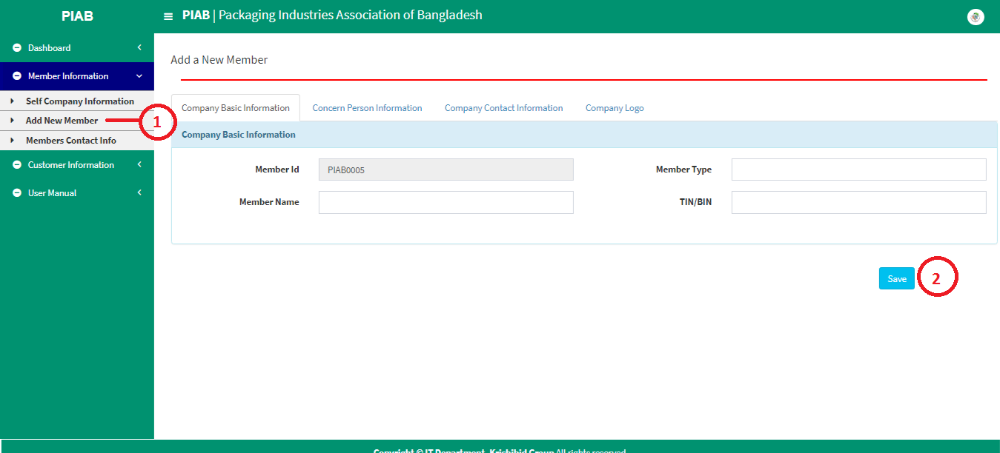 PIAB
PIAB | Packaging Industries Association of Bangladesh
Dashboard
Member Information
Self Company Information
Add New Member
Members Contact Info
Customer Information
User Manual
1
Add a New Member
Company Basic Information Concern Person Information Company Contact Information Company Logo
Company Basic Information
Member Id PIAB0005 Member Type
Member Name TIN/BIN
Save 2
Copyright © IT Department, Krishibid Group All rights reserved